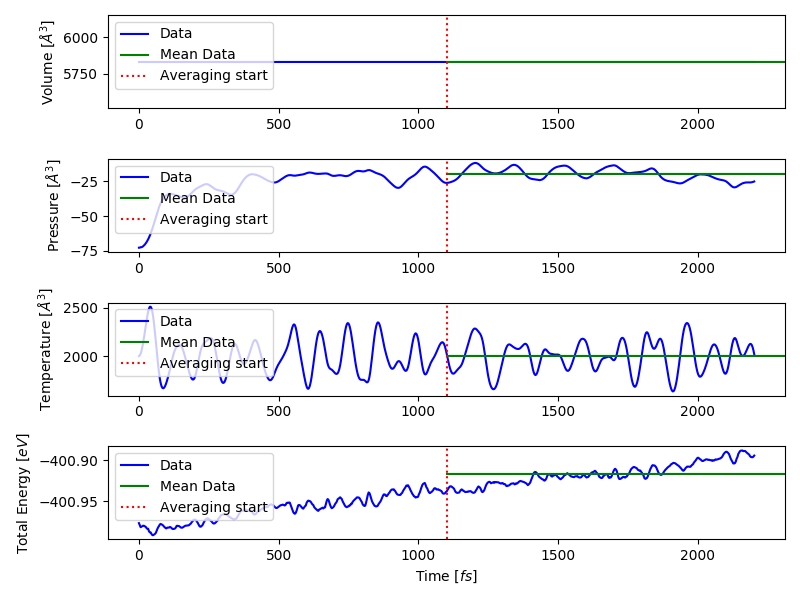 Volume [Å^3]
6000
5750
Data
Mean Data
Averaging start
0 500 1000 1500 2000
Pressure [Å^3]
−25
−50
−75
Data
Mean Data
Averaging start
0 500 1000 1500 2000
Temperature [Å^3]
2500
2000
Data
Mean Data
Averaging start
0 500 1000 1500 2000
Total Energy [eV]
−400.90
−400.95
Data
Mean Data
Averaging start
0 500 1000 1500 2000
Time [fs]